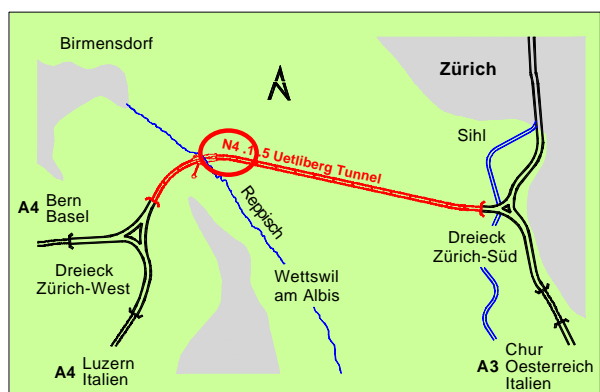 Birmensdorf
Zürich
Sihl
N4 .1.5 Uetliberg Tunnel
Reppisch
A4 Bern
Basel
Dreieck
Zürich-West
Wettswil
am Albis
Dreieck
Zürich-Süd
A4 Luzern
Italien
A3 Chur
Oesterreich
Italien